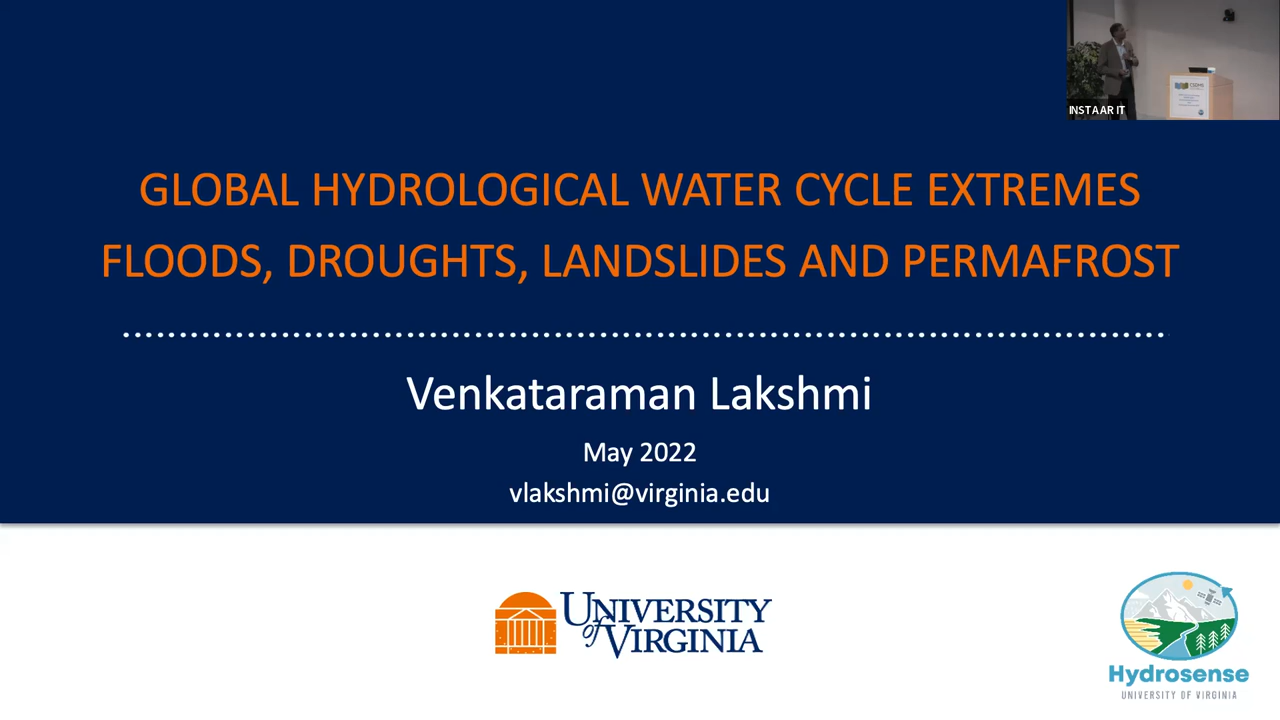 INSTAAR IT
CSDMS
GLOBAL HYDROLOGICAL WATER CYCLE EXTREMES
FLOODS, DROUGHTS, LANDSLIDES AND PERMAFROST
Venkataraman Lakshmi
May 2022
vlakshmi@virginia.edu
UNIVERSITY
of VIRGINIA
Hydrosense
UNIVERSITY OF VIRGINIA